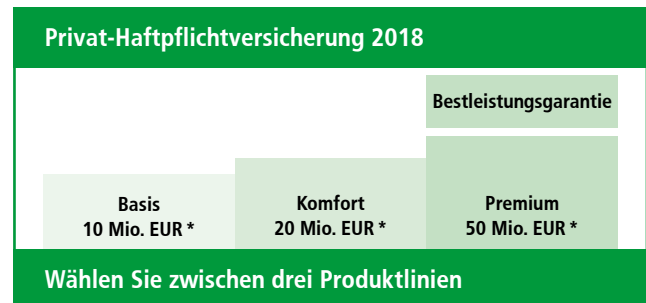 Privat-Haftpflichtversicherung 2018
Bestleistungsgarantie
Basis
10 Mio. EUR *
Komfort
20 Mio. EUR *
Premium
50 Mio. EUR *
Wählen Sie zwischen drei Produktlinien